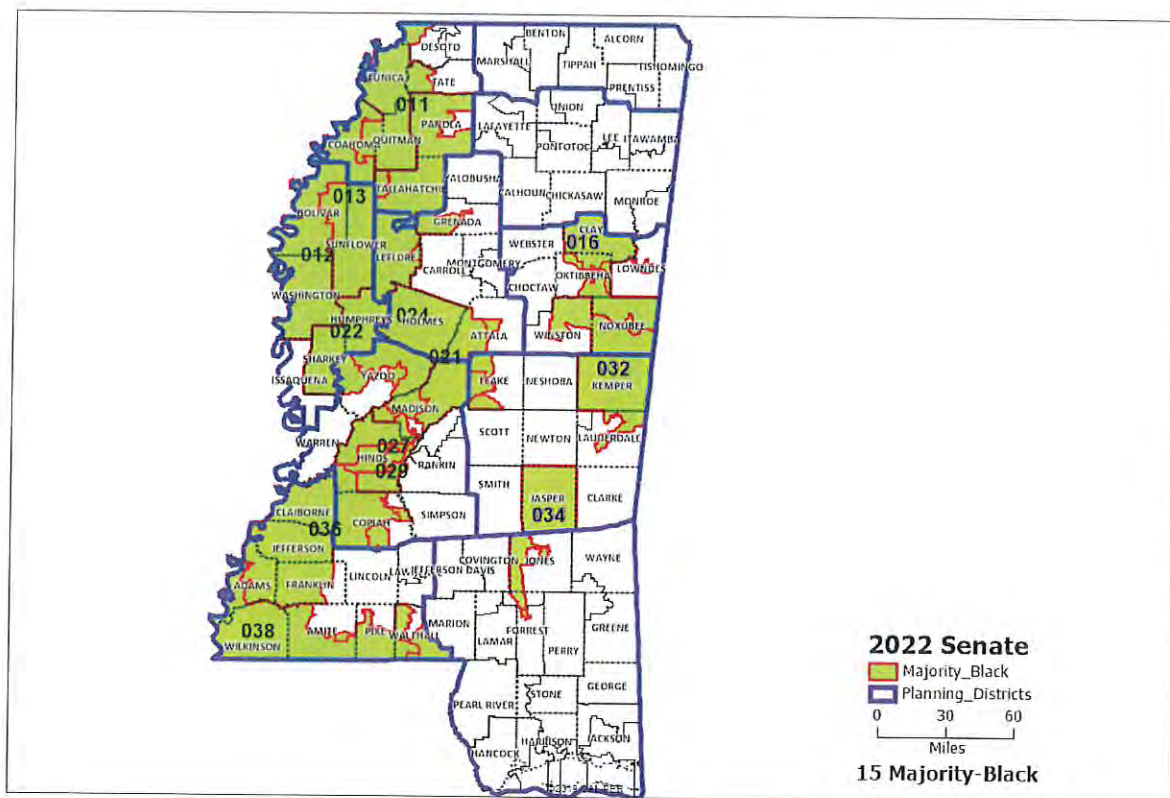 BENTON
ALCORN
DESOTO
MARSHALL
TIPPAH
TISHOMINGO
TUNICA
TATE
PRENTISS
011
UNION
PANOLA
LAFAYETTE
LEE
ITAWAMBA
COAHOMA
QUITMAN
PONTOTOC
YALOBUSHA
TALLAHATCHIE
CALHOUN
CHICKASAW
013
MONROE
BOLIVAR
GRENADA
CLAY
SUNFLOWER
WEBSTER
016
012
LEFLORE
MONTGOMERY
CARROLL
OKTIBBEHA
LOWNDES
CHOCTAW
WASHINGTON
HUMPHREYS
024
HOLMES
022
ATTALA
WINSTON
NOXUBEE
SHARKEY
021
032
ISSAQUENA
YAZOO
LEAKE
NESHOBA
KEMPER
MADISON
WARREN
SCOTT
NEWTON
LAUDERDALE
027
HINDS
RANKIN
029
SMITH
JASPER
CLARKE
CLAIBORNE
034
036
COPIAH
SIMPSON
JEFFERSON
COVINGTON
JONES
WAYNE
ADAMS
FRANKLIN
LINCOLN
JEFFERSON DAVIS
038
AMITE
PIKE
WALTHALL
MARION
FORREST
GREENE
WILKINSON
LAMAR
PERRY
GEORGE
STONE
PEARL RIVER
HARRISON
JACKSON
HANCOCK
2022 Senate
Majority_Black
Planning_Districts
0 30 60
Miles
15 Majority-Black